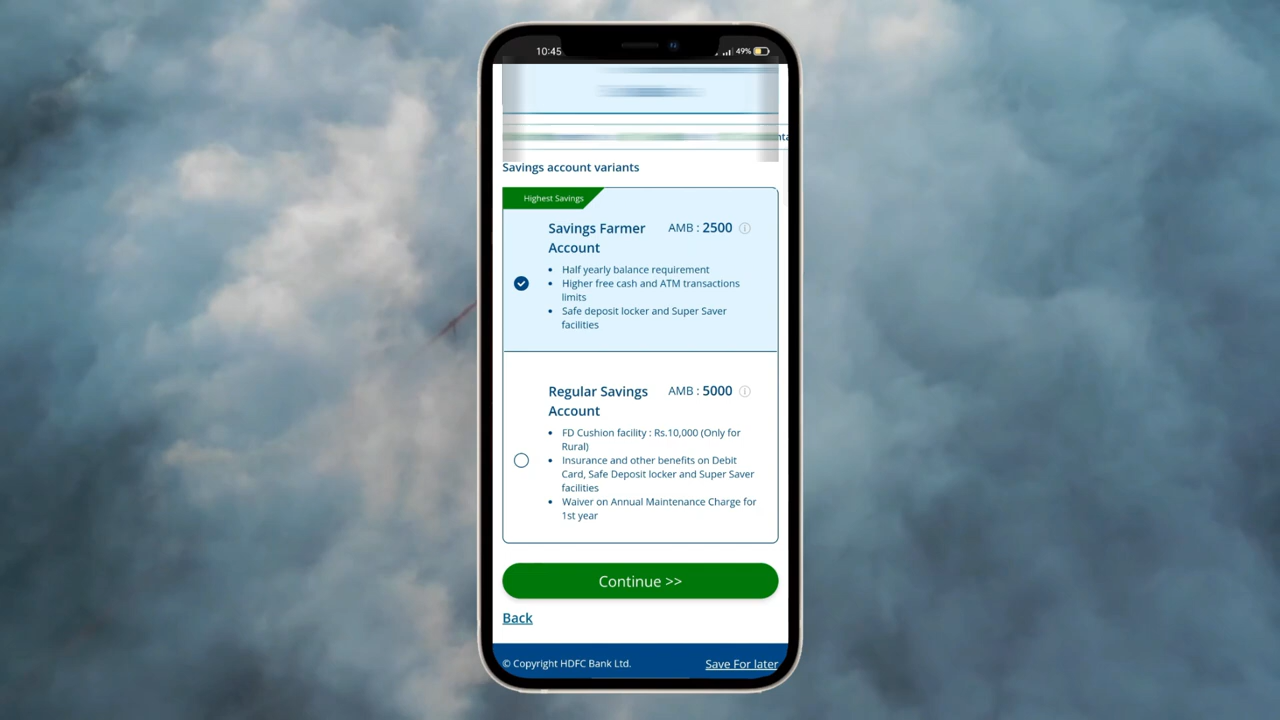 10:45
49%
Savings account variants
Highest Savings
Savings Farmer AMB : 2500
Account
• Half yearly balance requirement
• Higher free cash and ATM transactions
limits
• Safe deposit locker and Super Saver
facilities
Regular Savings AMB : 5000
Account
• FD Cushion facility : Rs.10,000 (Only for
Rural)
• Insurance and other benefits on Debit
Card, Safe Deposit locker and Super Saver
facilities
• Waiver on Annual Maintenance Charge for
1st year
Continue >>
Back
© Copyright HDFC Bank Ltd. Save For later